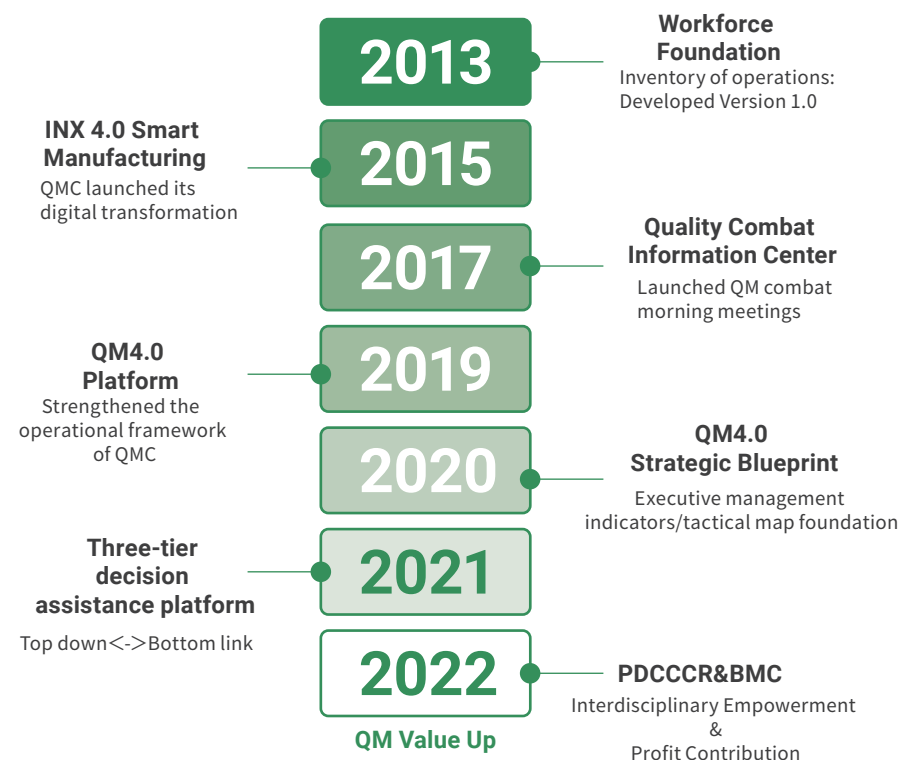 2013
Workforce
Foundation
Inventory of operations:
Developed Version 1.0
2015
INX 4.0 Smart
Manufacturing
QMC launched its
digital transformation
2017
Quality Combat
Information Center
Launched QM combat
morning meetings
2019
QM4.0
Platform
Strengthened the
operational framework
of QMC
2020
QM4.0
Strategic Blueprint
Executive management
indicators/tactical map foundation
2021
Three-tier
decision
assistance platform
Top down<->Bottom link
2022
PDCCCR&BMC
Interdisciplinary Empowerment
&
Profit Contribution
QM Value Up